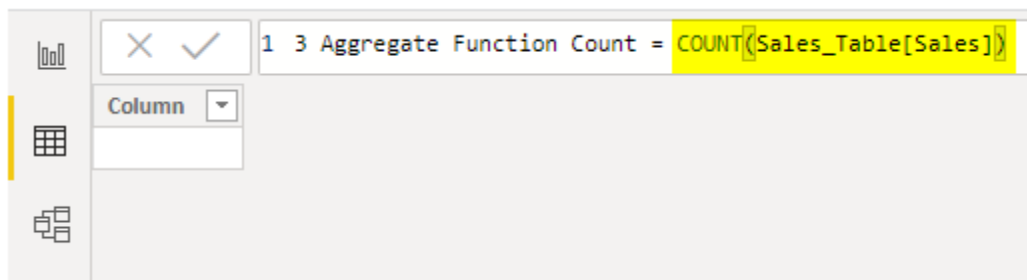 1 3 Aggregate Function Count = COUNT(Sales_Table[Sales])
Column